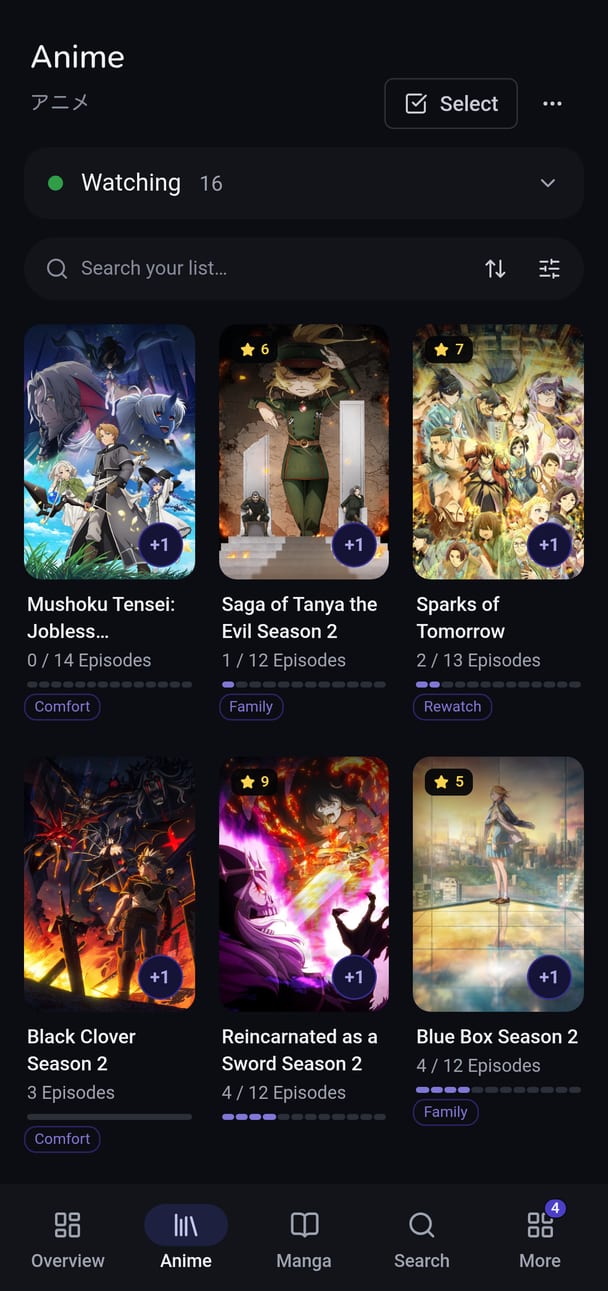 Anime
アニメ
Select
Watching 16
Search your list…
6
7
+1
+1
+1
Mushoku Tensei:
Jobless…
0 / 14 Episodes
Comfort
Saga of Tanya the
Evil Season 2
1 / 12 Episodes
Family
Sparks of
Tomorrow
2 / 13 Episodes
Rewatch
9
5
+1
+1
+1
Black Clover
Season 2
3 Episodes
Comfort
Reincarnated as a
Sword Season 2
4 / 12 Episodes
Blue Box Season 2
4 / 12 Episodes
Family
4
Overview
Anime
Manga
Search
More